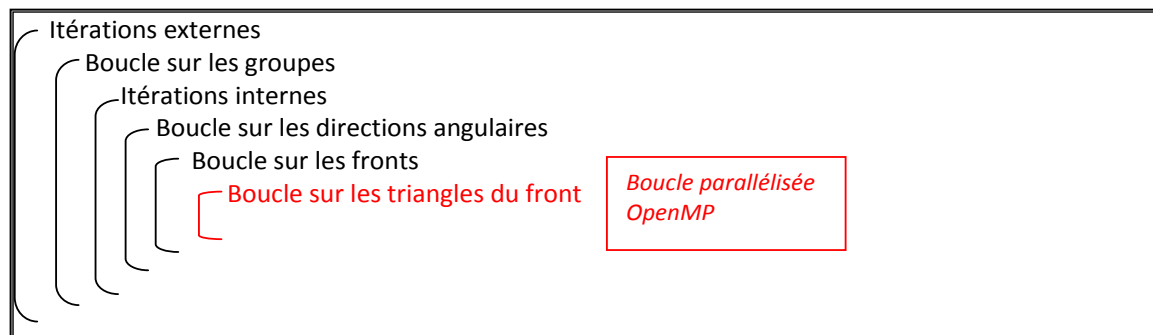 Itérations externes
Boucle sur les groupes
Itérations internes
Boucle sur les directions angulaires
Boucle sur les fronts
Boucle sur les triangles du front
Boucle parallélisée
OpenMP